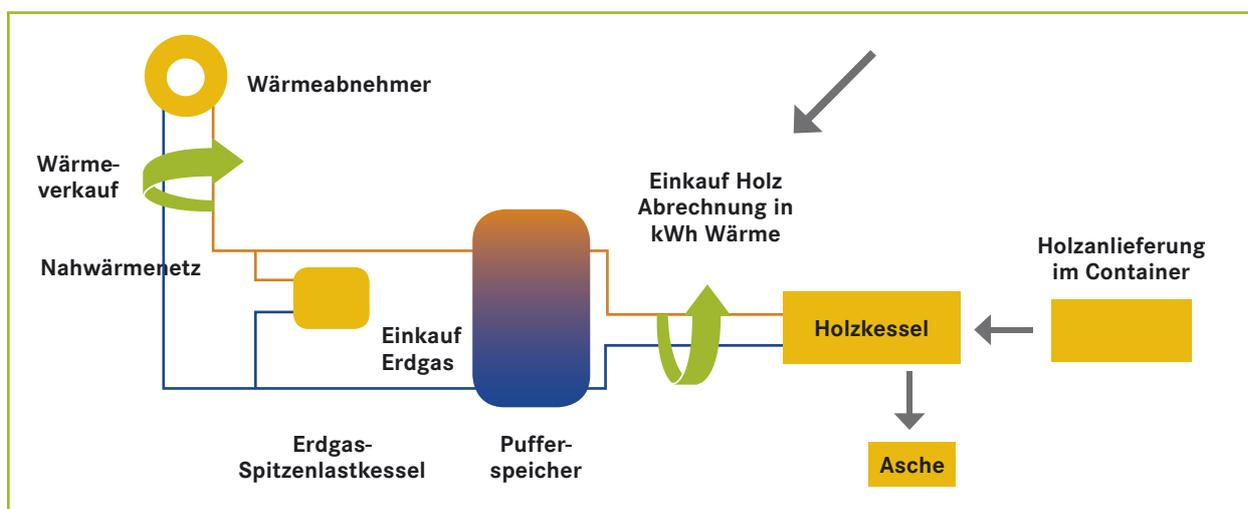 Wärmeabnehmer
Wärme-
verkauf
Nahwärmenetz
Einkauf
Erdgas
Erdgas-
Spitzenlastkessel
Puffer-
speicher
Einkauf Holz
Abrechnung in
kWh Wärme
Holzkessel
Holzanlieferung
im Container
Asche